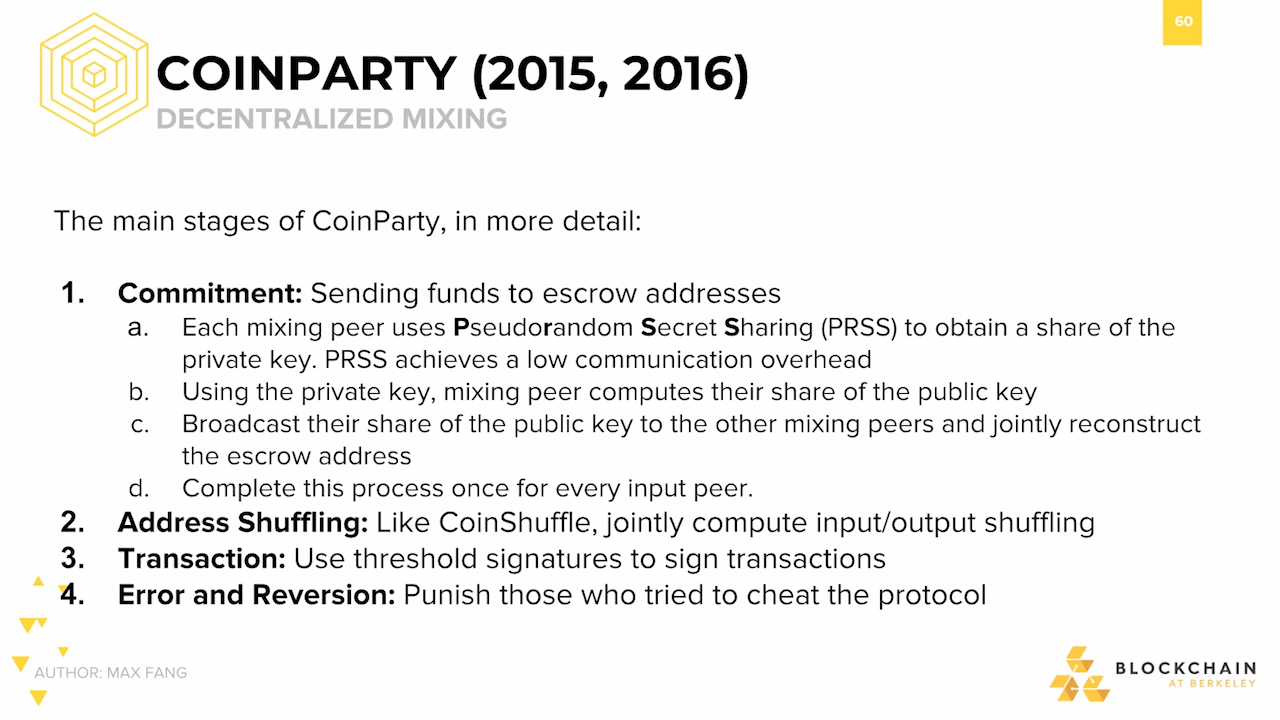 60
COINPARTY (2015, 2016)
DECENTRALIZED MIXING
The main stages of CoinParty, in more detail:
1. Commitment: Sending funds to escrow addresses
a. Each mixing peer uses Pseudorandom Secret Sharing (PRSS) to obtain a share of the
private key. PRSS achieves a low communication overhead
b. Using the private key, mixing peer computes their share of the public key
c. Broadcast their share of the public key to the other mixing peers and jointly reconstruct
the escrow address
d. Complete this process once for every input peer.
2. Address Shuffling: Like CoinShuffle, jointly compute input/output shuffling
3. Transaction: Use threshold signatures to sign transactions
4. Error and Reversion: Punish those who tried to cheat the protocol
AUTHOR: MAX FANG
BLOCKCHAIN
AT BERKELEY